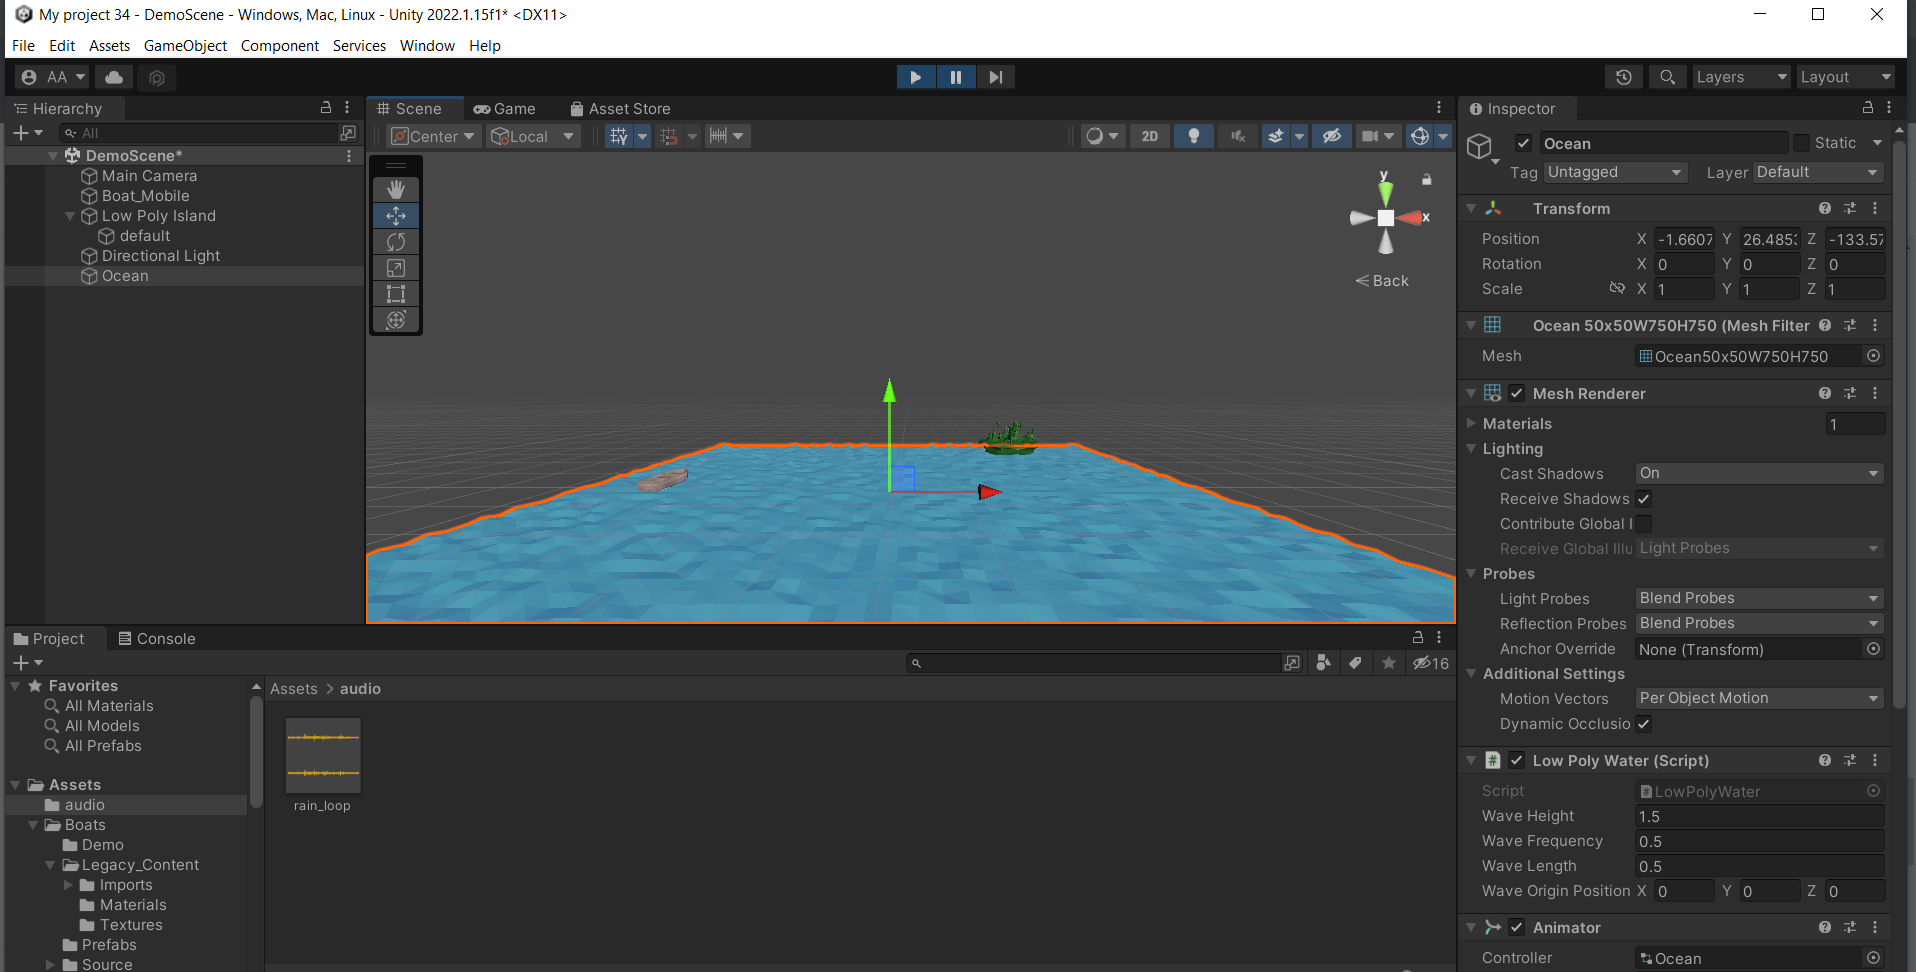 My project 34 - DemoScene - Windows, Mac, Linux - Unity 2022.1.15f1* <DX11>
File Edit Assets GameObject Component Services Window Help
AA Layers Layout
Hierarchy
All
DemoScene*
Main Camera
Boat_Mobile
Low Poly Island
default
Directional Light
Ocean
Scene Game Asset Store
Center Local 2D
y
x
Back
Project Console
16
Favorites
All Materials
All Models
All Prefabs
Assets
audio
Boats
Demo
Legacy_Content
Imports
Materials
Textures
Prefabs
Source
Assets > audio
rain_loop
Inspector
Ocean Static
Tag Untagged Layer Default
Transform
Position X -1.6607 Y 26.485 Z -133.57
Rotation X 0 Y 0 Z 0
Scale X 1 Y 1 Z 1
Ocean 50x50W750H750 (Mesh Filter
Mesh Ocean50x50W750H750
Mesh Renderer
Materials 1
Lighting
Cast Shadows On
Receive Shadows
Contribute Global I
Receive Global Illu Light Probes
Probes
Light Probes Blend Probes
Reflection Probes Blend Probes
Anchor Override None (Transform)
Additional Settings
Motion Vectors Per Object Motion
Dynamic Occlusio
Low Poly Water (Script)
Script LowPolyWater
Wave Height 1.5
Wave Frequency 0.5
Wave Length 0.5
Wave Origin Position X 0 Y 0 Z 0
Animator
Controller Ocean